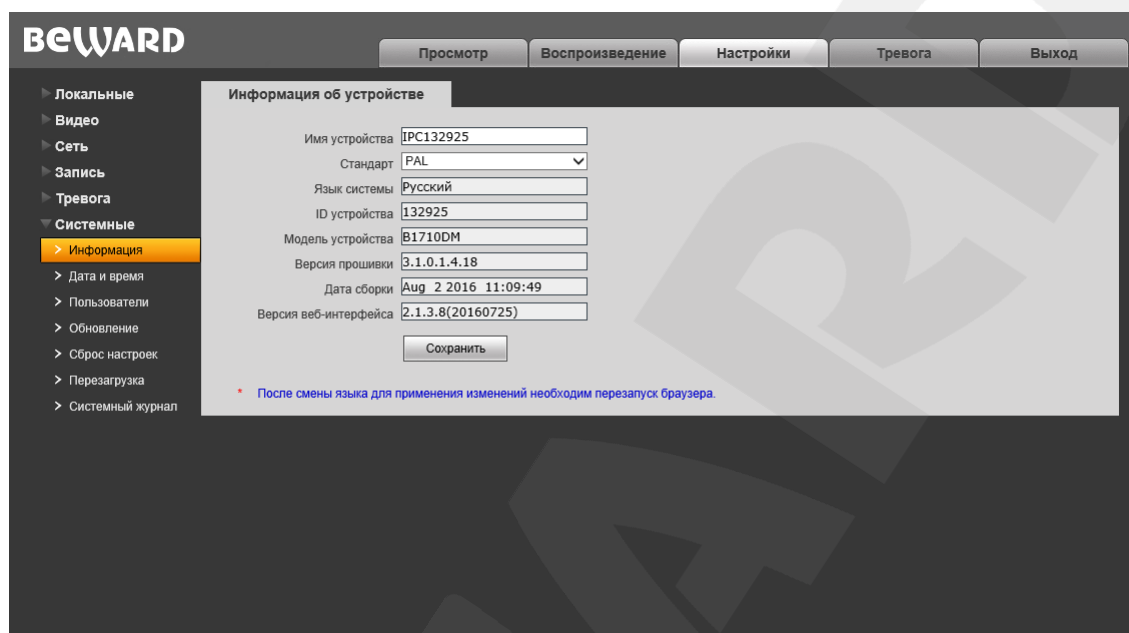 BEWARD
Просмотр
Воспроизведение
Настройки
Тревога
Выход
Локальные
Видео
Сеть
Запись
Тревога
Системные
Информация
Дата и время
Пользователи
Обновление
Сброс настроек
Перезагрузка
Системный журнал
Информация об устройстве
Имя устройства IPC132925
Стандарт PAL
Язык системы Русский
ID устройства 132925
Модель устройства B1710DM
Версия прошивки 3.1.0.1.4.18
Дата сборки Aug 2 2016 11:09:49
Версия веб-интерфейса 2.1.3.8(20160725)
Сохранить
* После смены языка для применения изменений необходим перезапуск браузера.